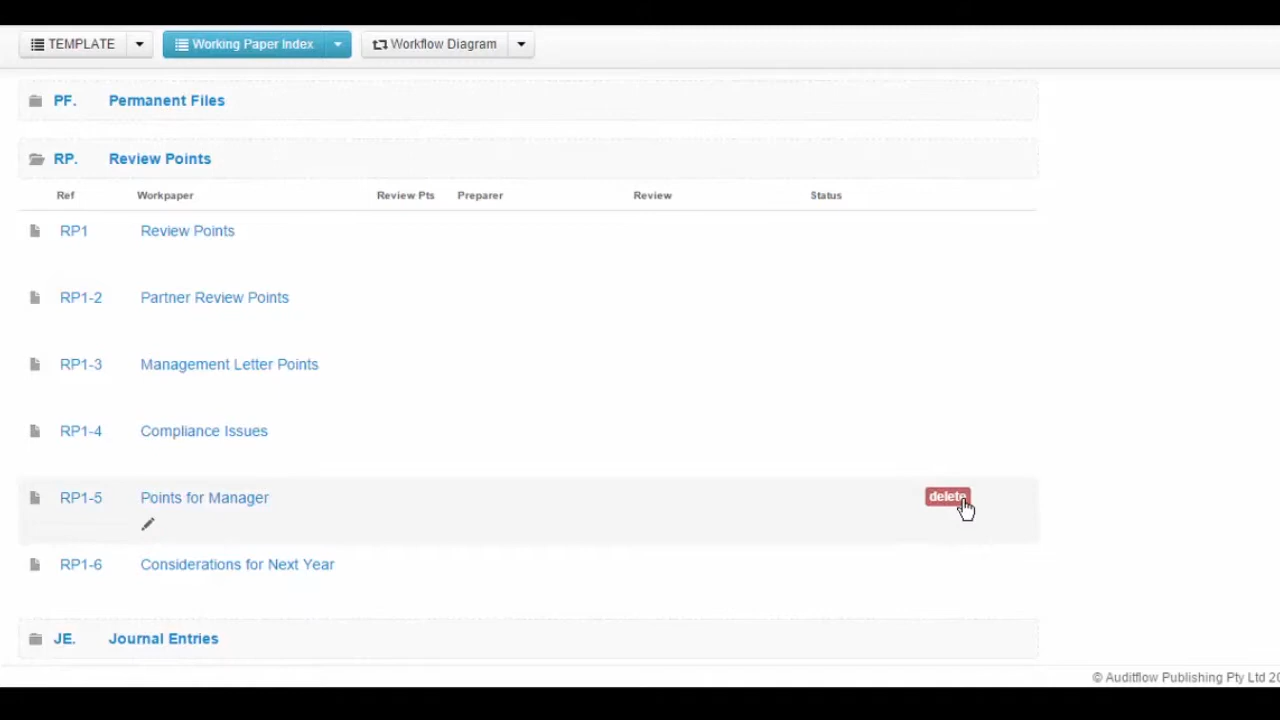 TEMPLATE Working Paper Index Workflow Diagram
PF. Permanent Files
RP. Review Points
Ref Workpaper Review Pts Preparer Review Status
RP1 Review Points
RP1-2 Partner Review Points
RP1-3 Management Letter Points
RP1-4 Compliance Issues
RP1-5 Points for Manager delete
RP1-6 Considerations for Next Year
JE. Journal Entries
© Auditflow Publishing Pty Ltd